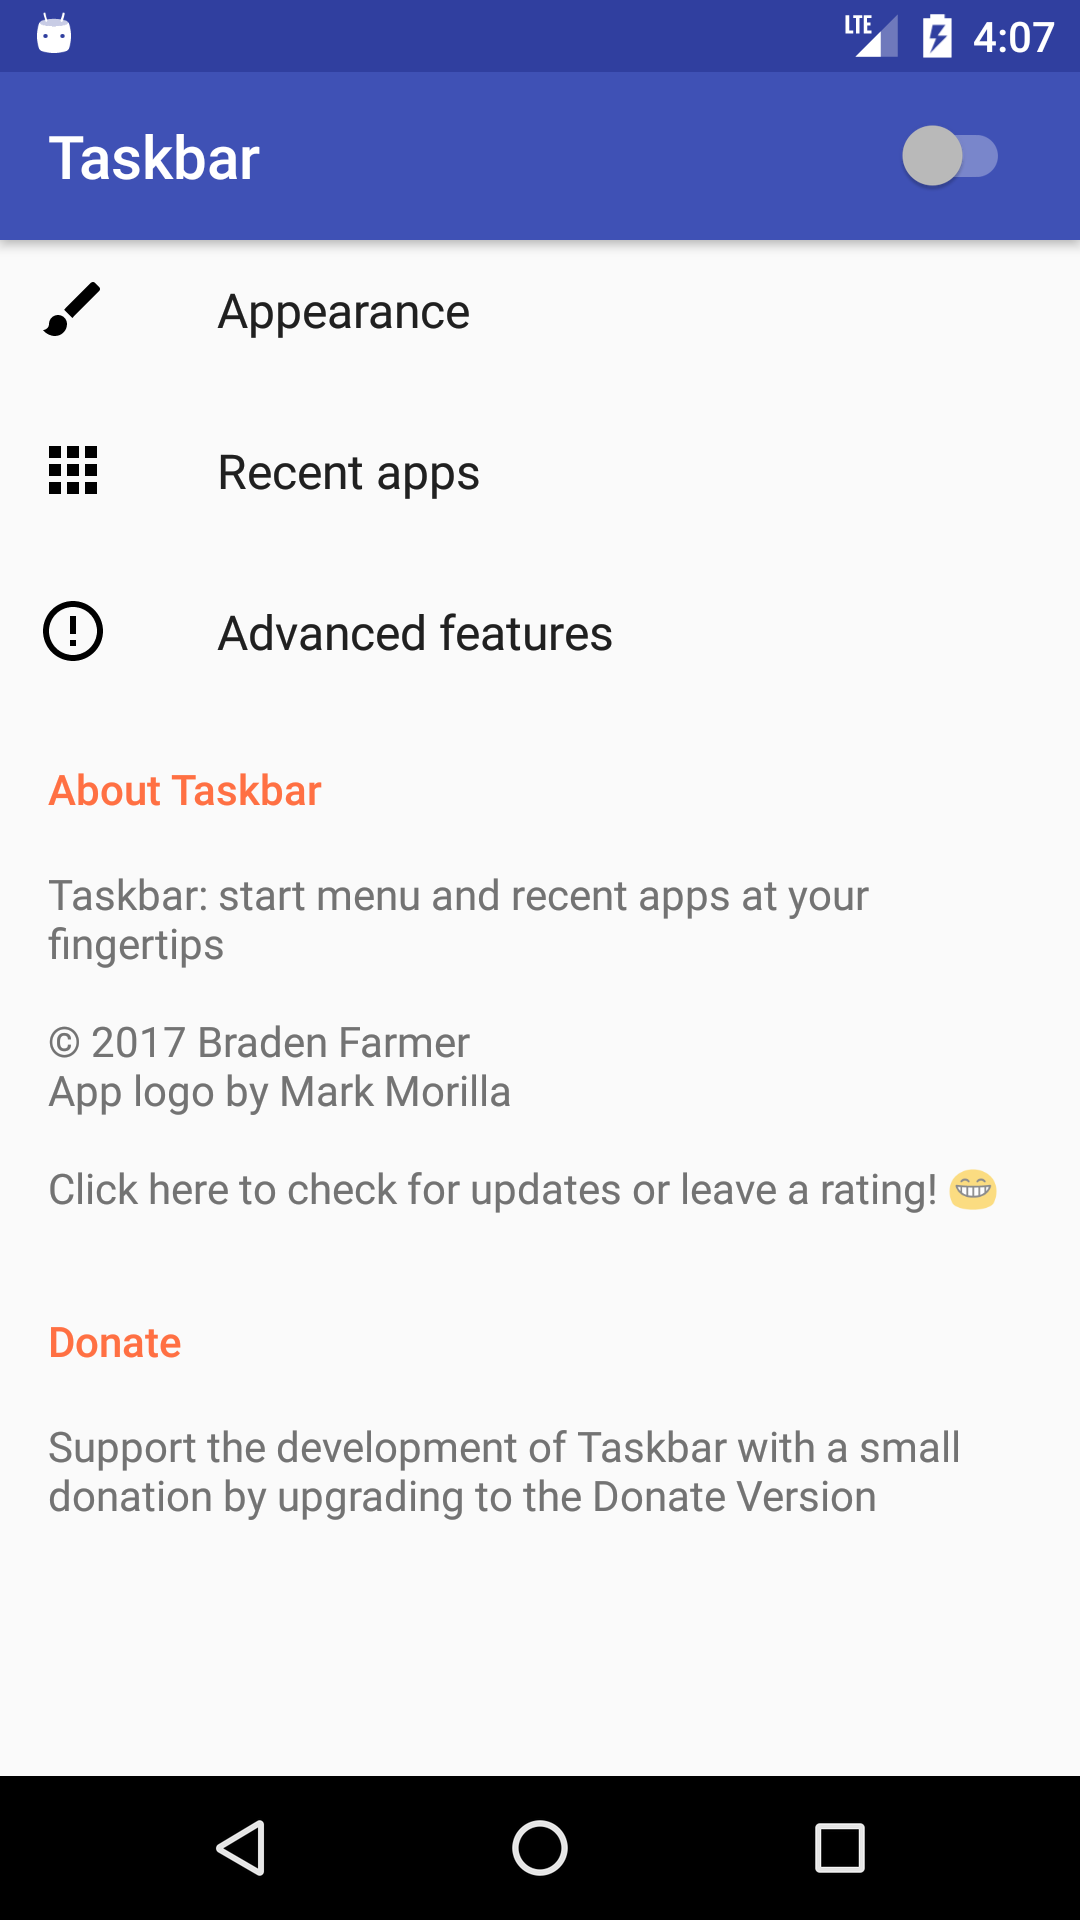 LTE 4:07
Taskbar
Appearance
Recent apps
Advanced features
About Taskbar
Taskbar: start menu and recent apps at your
fingertips
© 2017 Braden Farmer
App logo by Mark Morilla
Click here to check for updates or leave a rating! 😁
Donate
Support the development of Taskbar with a small
donation by upgrading to the Donate Version